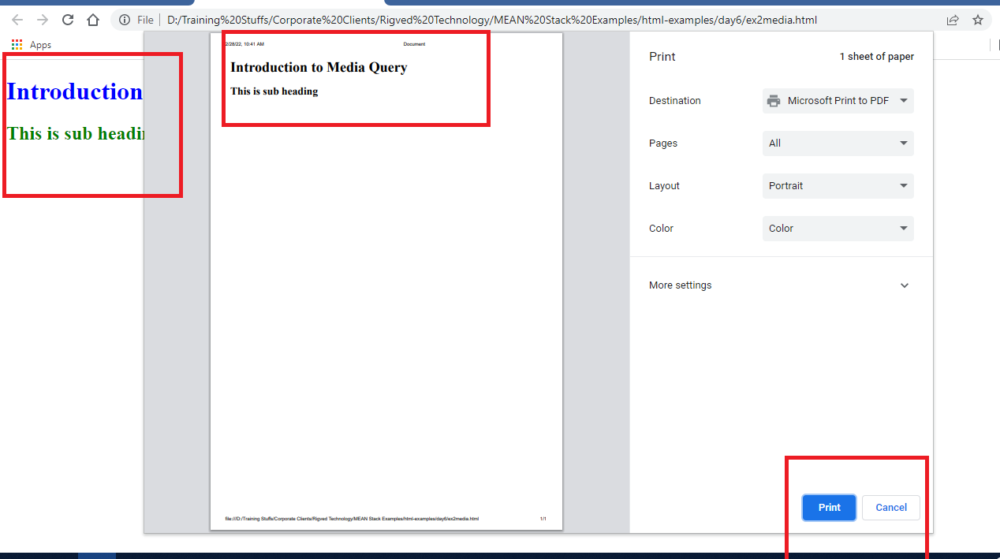 File D:/Training%20Stuffs/Corporate%20Clients/Rigved%20Technology/MEAN%20Stack%20Examples/html-examples/day6/ex2media.html
Apps
Introduction
This is sub headin
2/28/22, 10:41 AM Document
Introduction to Media Query
This is sub heading
file:///D:/Training Stuffs/Corporate Clients/Rigved Technology/MEAN Stack Examples/html-examples/day6/ex2media.html 1/1
Print 1 sheet of paper
Destination Microsoft Print to PDF
Pages All
Layout Portrait
Color Color
More settings
Print Cancel